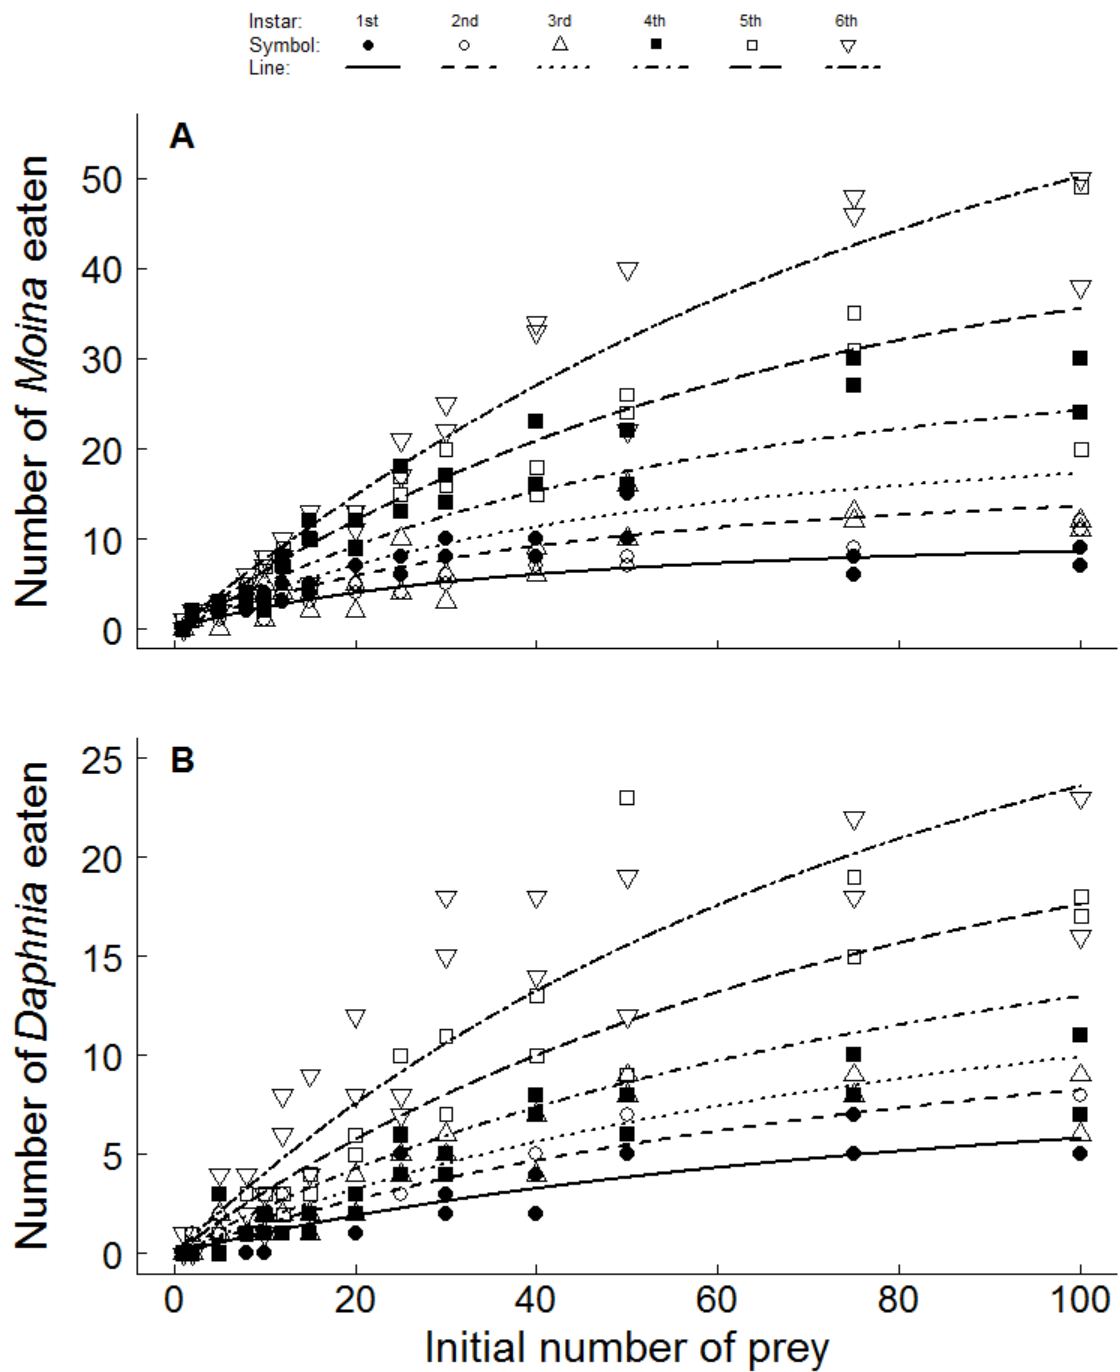 Instar: 1st 2nd 3rd 4th 5th 6th
Symbol:
Line:
A
Number of Moina eaten
50
40
30
20
10
0
B
Number of Daphnia eaten
25
20
15
10
5
0
0 20 40 60 80 100
Initial number of prey